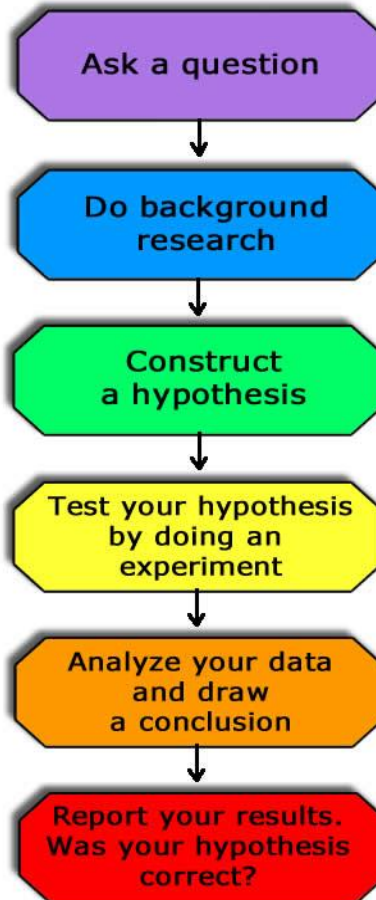 Ask a question
Do background
research
Construct
a hypothesis
Test your hypothesis
by doing an
experiment
Analyze your data
and draw
a conclusion
Report your results.
Was your hypothesis
correct?